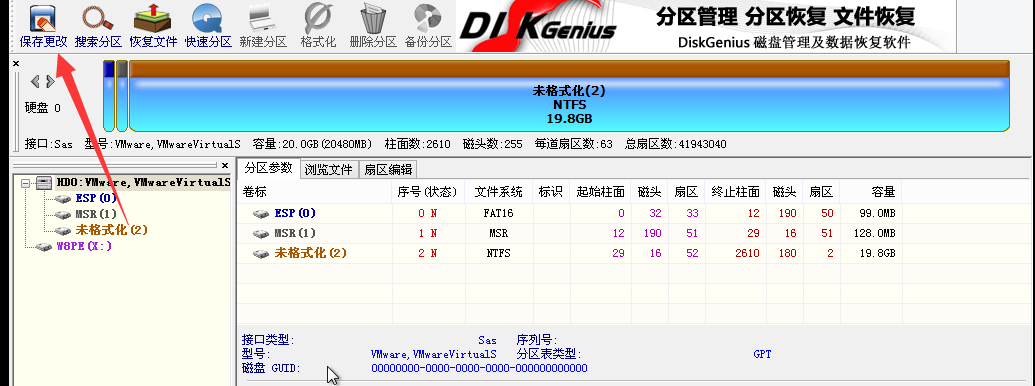 保存更改 搜索分区 恢复文件 快速分区 新建分区 格式化 删除分区 备份分区
DISKGENIUS
分区管理 分区恢复 文件恢复
DiskGenius 磁盘管理及数据恢复软件
硬盘 0
未格式化(2)
NTFS
19.8GB
接口:Sas 型号:VMware,VMwareVirtualS 容量:20.0GB(20480MB) 柱面数:2610 磁头数:255 每道扇区数:63 总扇区数:41943040
HD0:VMware,VMwareVirtualS
ESP(0)
MSR(1)
未格式化(2)
W8PE(X:)
分区参数 浏览文件 扇区编辑
卷标 序号(状态) 文件系统 标识 起始柱面 磁头 扇区 终止柱面 磁头 扇区 容量
ESP(0) 0 N FAT16 0 32 33 12 190 50 99.0MB
MSR(1) 1 N MSR 12 190 51 29 16 51 128.0MB
未格式化(2) 2 N NTFS 29 16 52 2610 180 2 19.8GB
接口类型: Sas 序列号:
型号: VMware,VMwareVirtualS 分区表类型: GPT
磁盘 GUID: 00000000-0000-0000-0000-000000000000